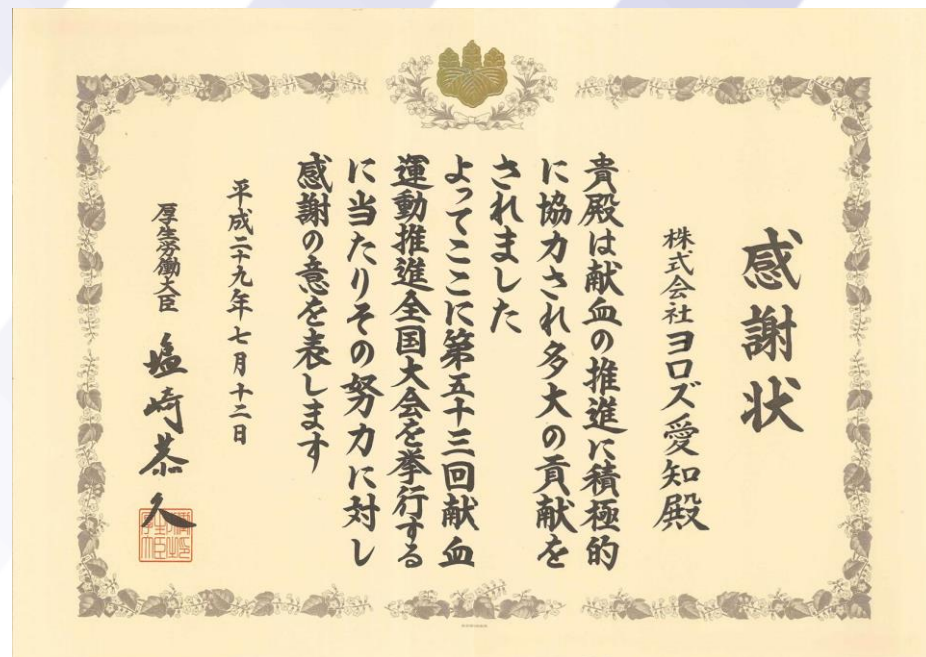 感謝状
株式会社ヨロズ愛知殿
貴殿は献血の推進に積極的
に協力され多大の貢献を
されました
よってここに第五十三回献血
運動推進全国大会を挙行する
に当たりその努力に対し
感謝の意を表します
平成二十九年七月十二日
厚生労働大臣 塩崎恭久